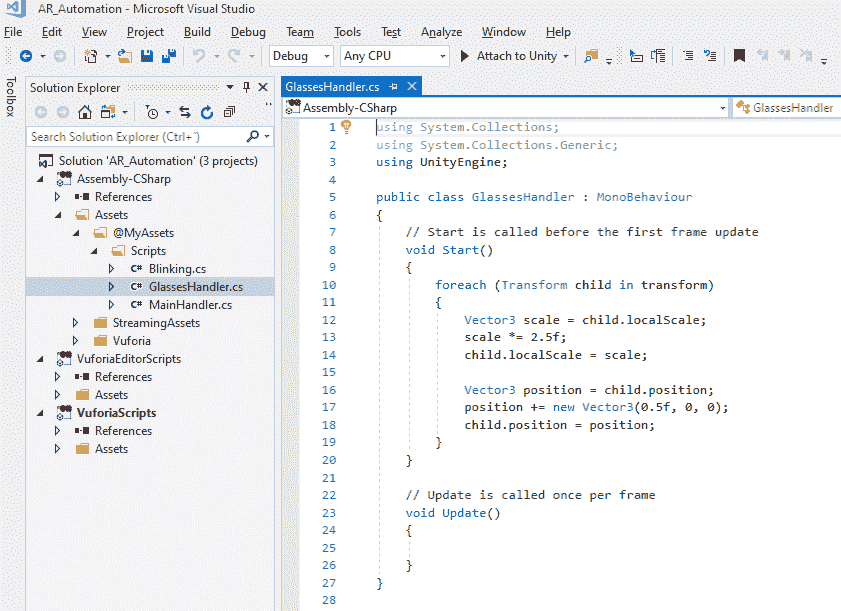 AR_Automation - Microsoft Visual Studio
File Edit View Project Build Debug Team Tools Test Analyze Window Help
Debug Any CPU Attach to Unity
Toolbox
Solution Explorer
Search Solution Explorer (Ctrl+¨)
Solution 'AR_Automation' (3 projects)
Assembly-CSharp
References
Assets
@MyAssets
Scripts
C# Blinking.cs
C# GlassesHandler.cs
C# MainHandler.cs
StreamingAssets
Vuforia
VuforiaEditorScripts
References
Assets
VuforiaScripts
References
Assets
GlassesHandler.cs
Assembly-CSharp GlassesHandler
1 using System.Collections;
2 using System.Collections.Generic;
3 using UnityEngine;
4
5 public class GlassesHandler : MonoBehaviour
6 {
7 // Start is called before the first frame update
8 void Start()
9 {
10 foreach (Transform child in transform)
11 {
12 Vector3 scale = child.localScale;
13 scale *= 2.5f;
14 child.localScale = scale;
15
16 Vector3 position = child.position;
17 position += new Vector3(0.5f, 0, 0);
18 child.position = position;
19 }
20 }
21
22 // Update is called once per frame
23 void Update()
24 {
25
26 }
27 }
28